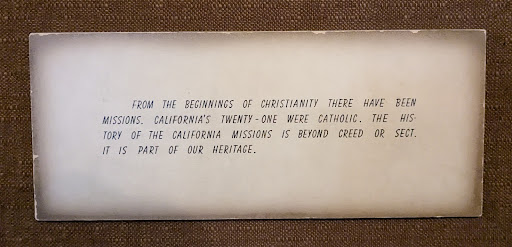 FROM THE BEGINNINGS OF CHRISTIANITY THERE HAVE BEEN
MISSIONS. CALIFORNIA'S TWENTY-ONE WERE CATHOLIC. THE HIS-
TORY OF THE CALIFORNIA MISSIONS IS BEYOND CREED OR SECT.
IT IS PART OF OUR HERITAGE.